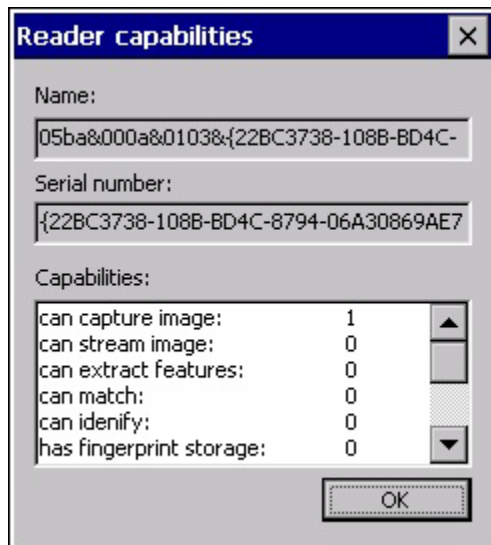 Reader capabilities
Name:
05ba&000a&0103&{22BC3738-108B-BD4C-
Serial number:
{22BC3738-108B-BD4C-8794-06A30869AE7
Capabilities:
can capture image: 1
can stream image: 0
can extract features: 0
can match: 0
can idenify: 0
has fingerprint storage: 0
OK